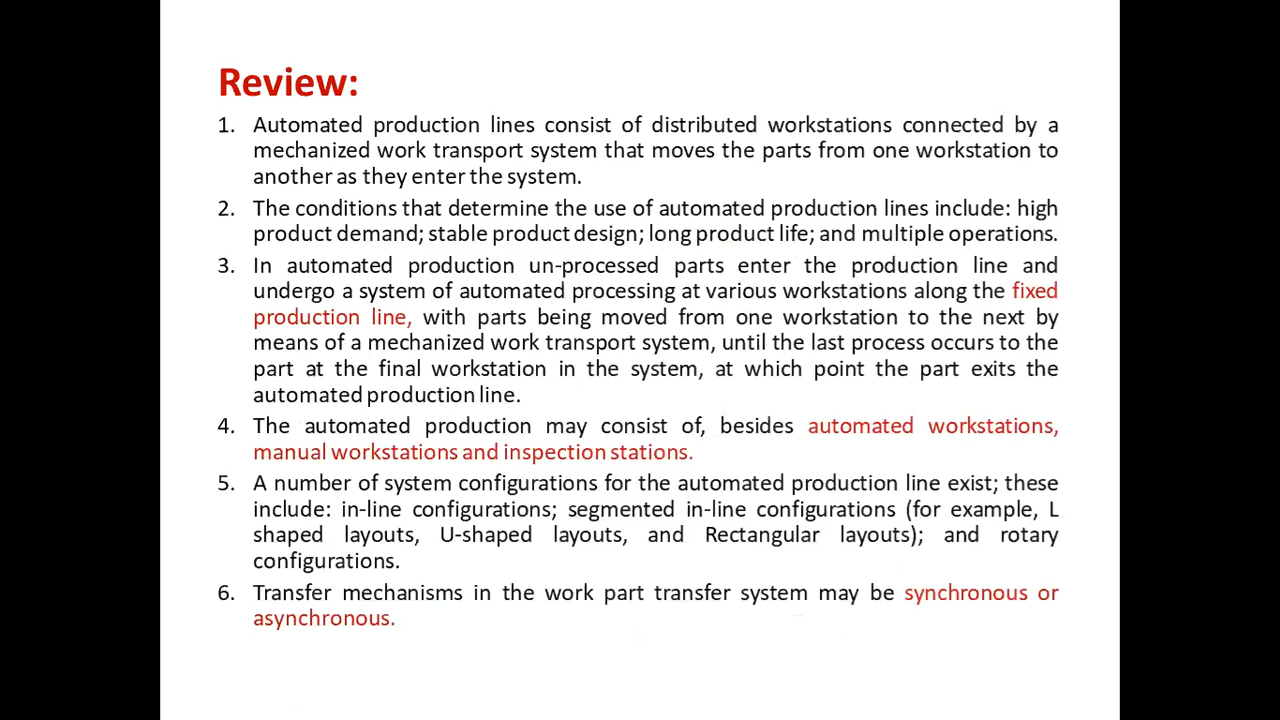 Review:
1. Automated production lines consist of distributed workstations connected by a
mechanized work transport system that moves the parts from one workstation to
another as they enter the system.
2. The conditions that determine the use of automated production lines include: high
product demand; stable product design; long product life; and multiple operations.
3. In automated production un-processed parts enter the production line and
undergo a system of automated processing at various workstations along the fixed
production line, with parts being moved from one workstation to the next by
means of a mechanized work transport system, until the last process occurs to the
part at the final workstation in the system, at which point the part exits the
automated production line.
4. The automated production may consist of, besides automated workstations,
manual workstations and inspection stations.
5. A number of system configurations for the automated production line exist; these
include: in-line configurations; segmented in-line configurations (for example, L
shaped layouts, U-shaped layouts, and Rectangular layouts); and rotary
configurations.
6. Transfer mechanisms in the work part transfer system may be synchronous or
asynchronous.